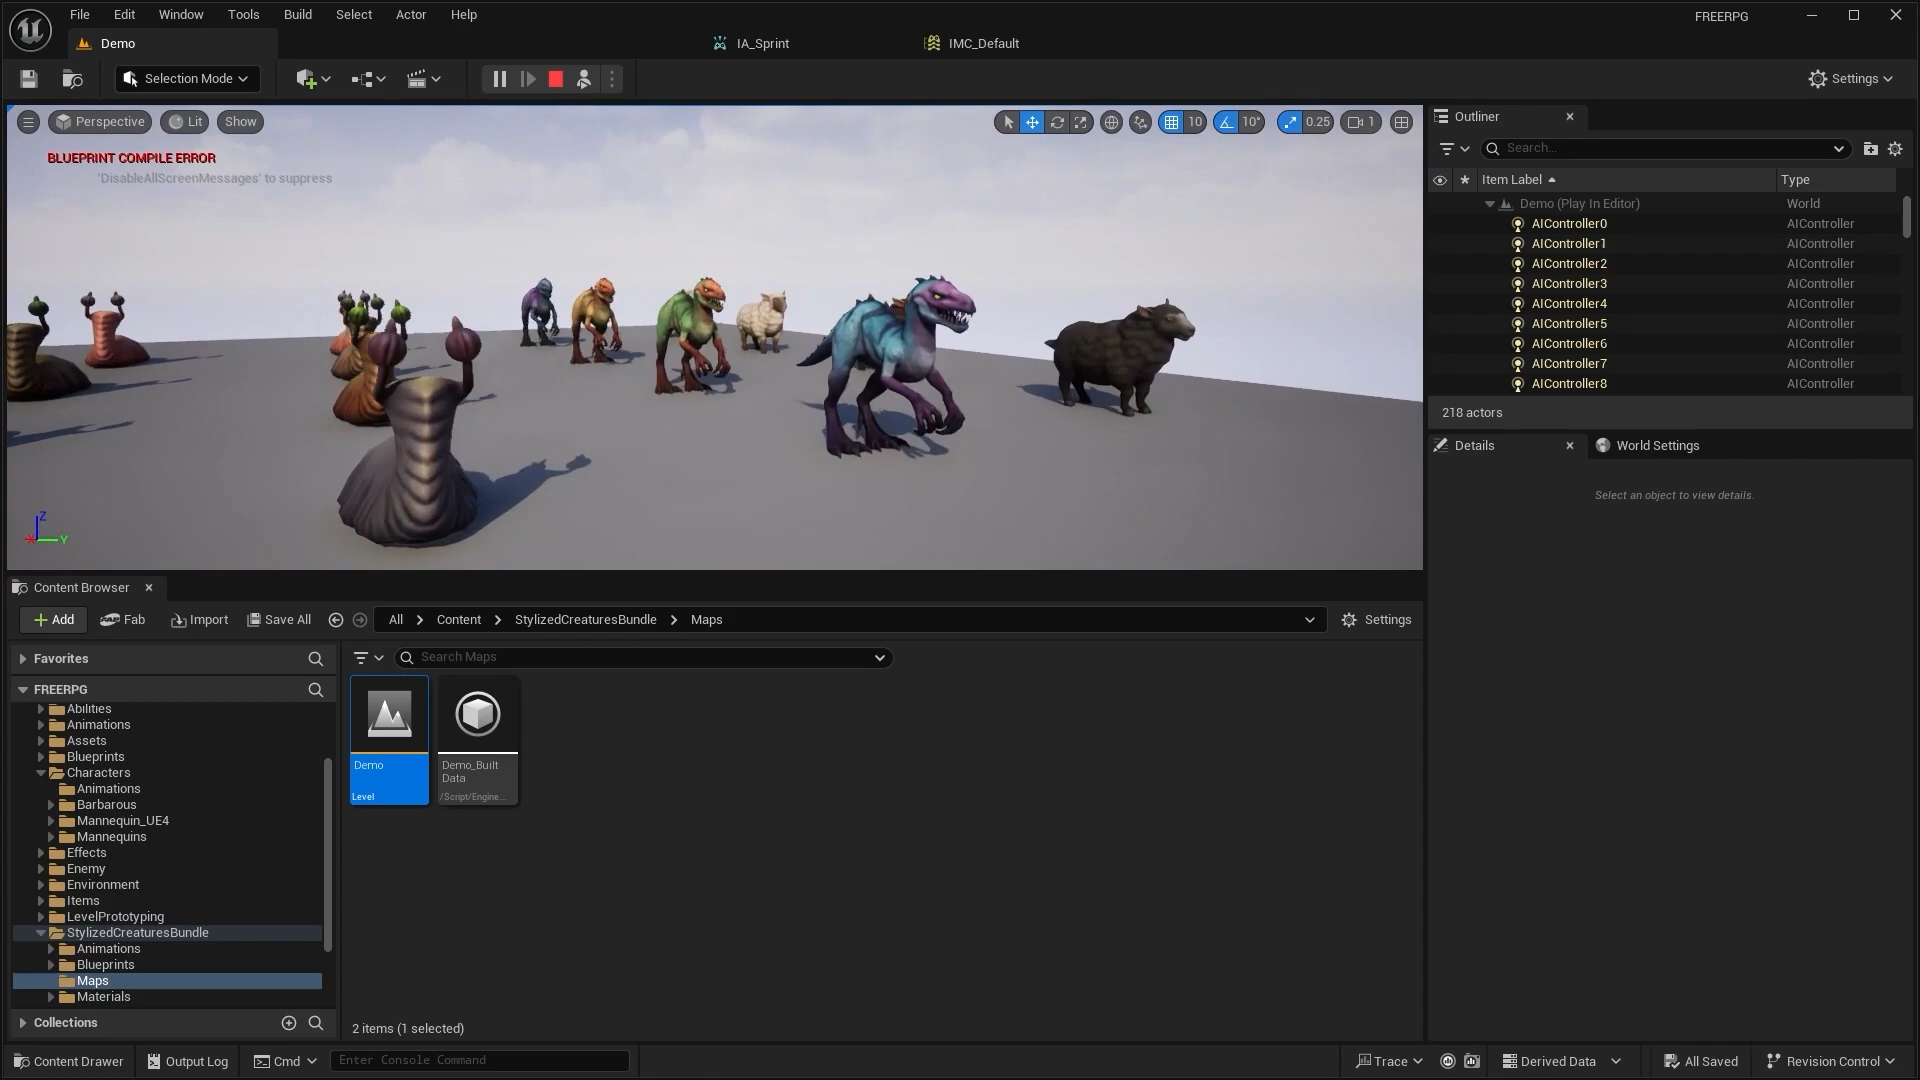 File Edit Window Tools Build Select Actor Help
FREERPG
Demo
IA_Sprint
IMC_Default
Selection Mode
Settings
Perspective
Lit
Show
10
10°
0.25
1
BLUEPRINT COMPILE ERROR
'DisableAllScreenMessages' to suppress
Z
X
Y
Outliner
Search...
Item Label
Type
Demo (Play In Editor) World
AIController0 AIController
AIController1 AIController
AIController2 AIController
AIController3 AIController
AIController4 AIController
AIController5 AIController
AIController6 AIController
AIController7 AIController
AIController8 AIController
218 actors
Details
World Settings
Select an object to view details.
Content Browser
Add
Fab
Import
Save All
All > Content > StylizedCreaturesBundle > Maps
Settings
Favorites
Search Maps
FREERPG
Abilities
Animations
Assets
Blueprints
Characters
Animations
Barbarous
Mannequin_UE4
Mannequins
Effects
Enemy
Environment
Items
LevelPrototyping
StylizedCreaturesBundle
Animations
Blueprints
Maps
Materials
Collections
Demo
Level
Demo_Built
Data
/Script/Engine...
2 items (1 selected)
Content Drawer
Output Log
Cmd
Enter Console Command
Trace
Derived Data
All Saved
Revision Control